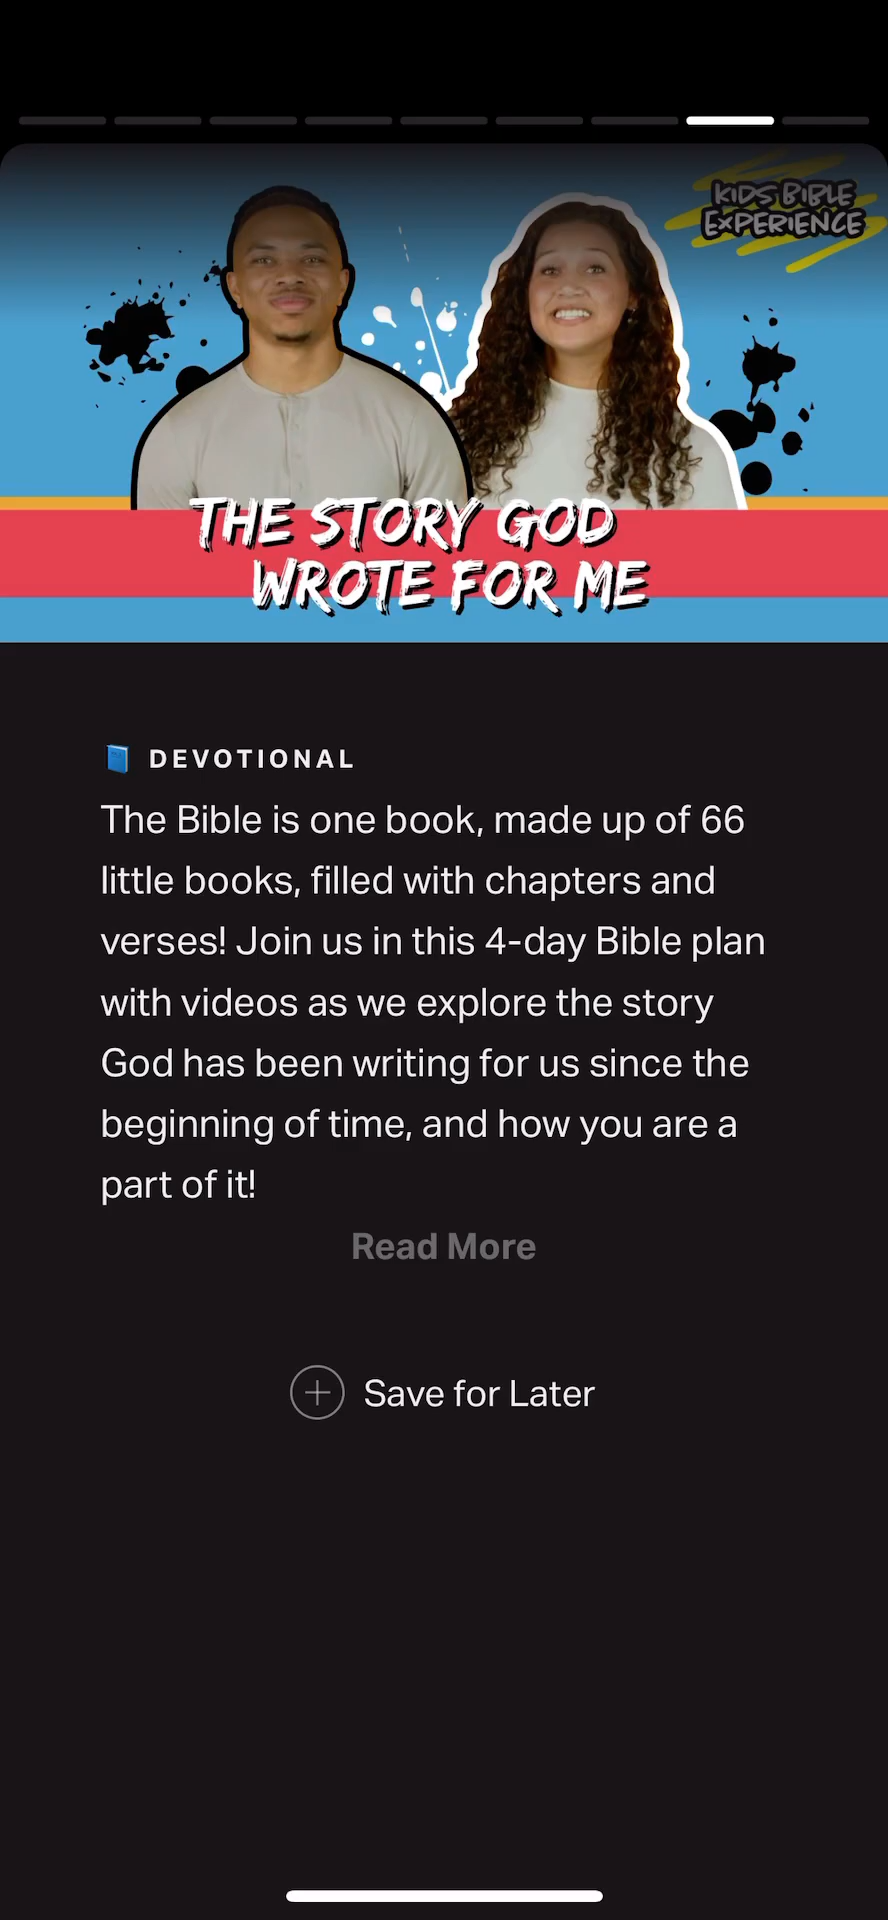 KIDS BIBLE
EXPERIENCE
THE STORY GOD
WROTE FOR ME
DEVOTIONAL
The Bible is one book, made up of 66
little books, filled with chapters and
verses! Join us in this 4-day Bible plan
with videos as we explore the story
God has been writing for us since the
beginning of time, and how you are a
part of it!
Read More
Save for Later